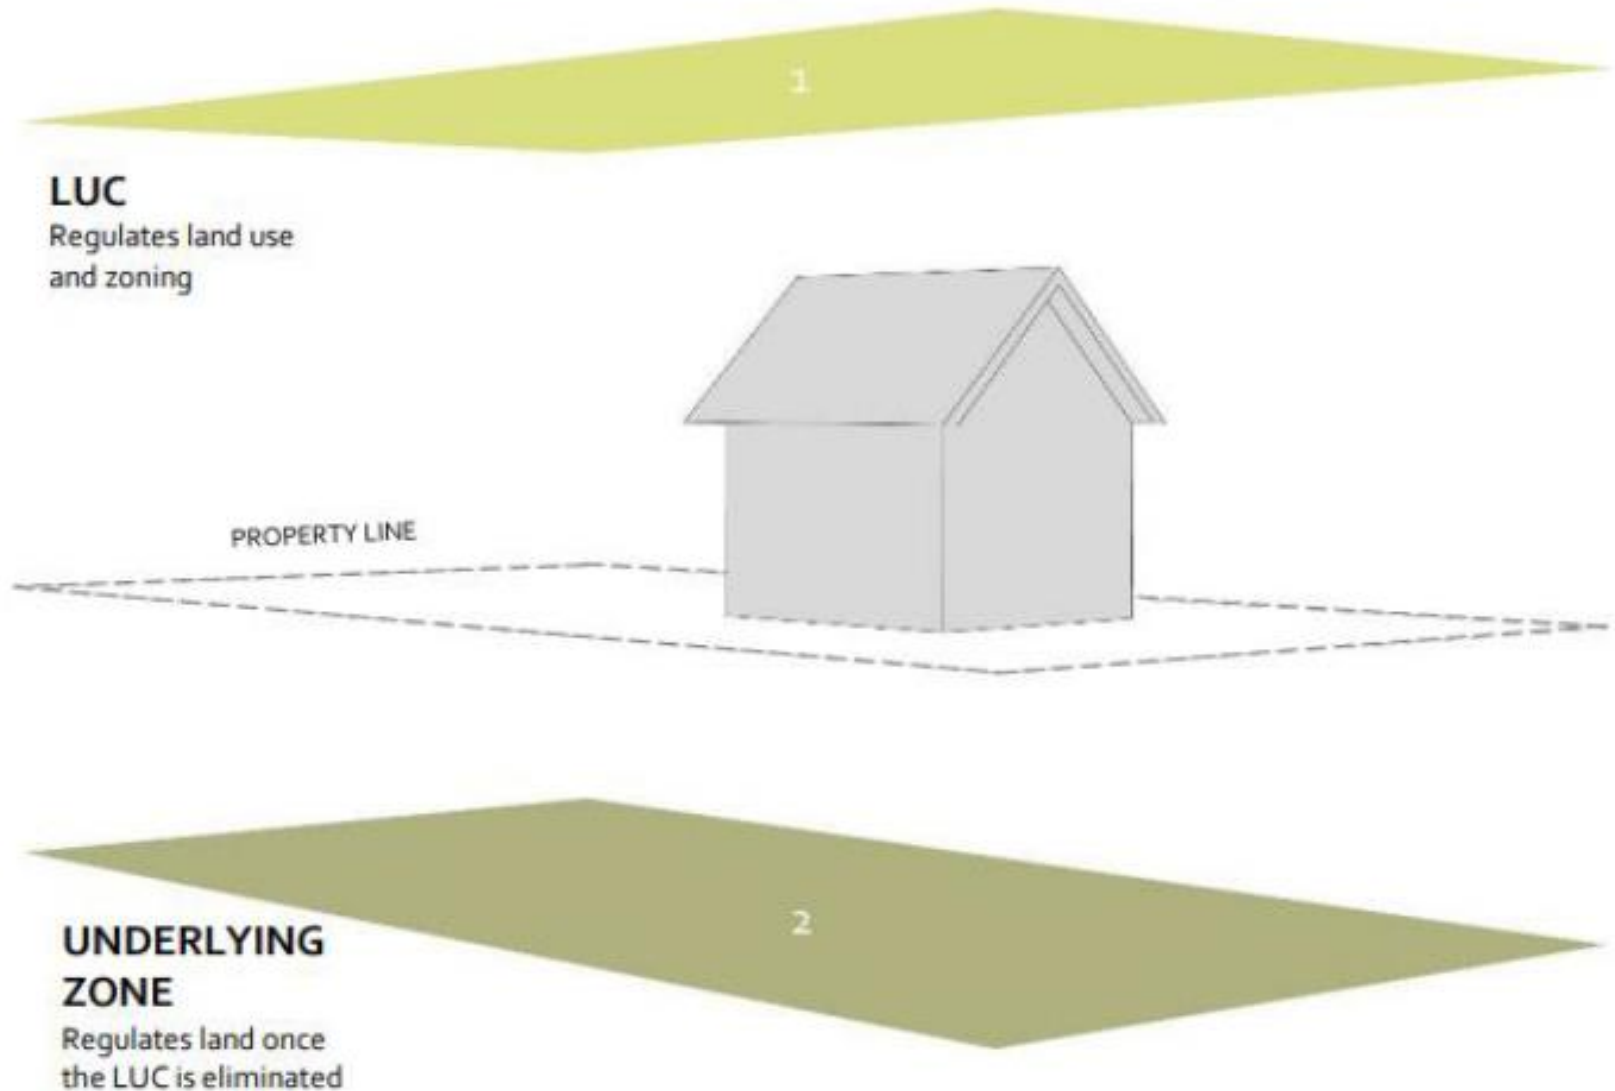 1
LUC
Regulates land use
and zoning
PROPERTY LINE
2
UNDERLYING
ZONE
Regulates land once
the LUC is eliminated